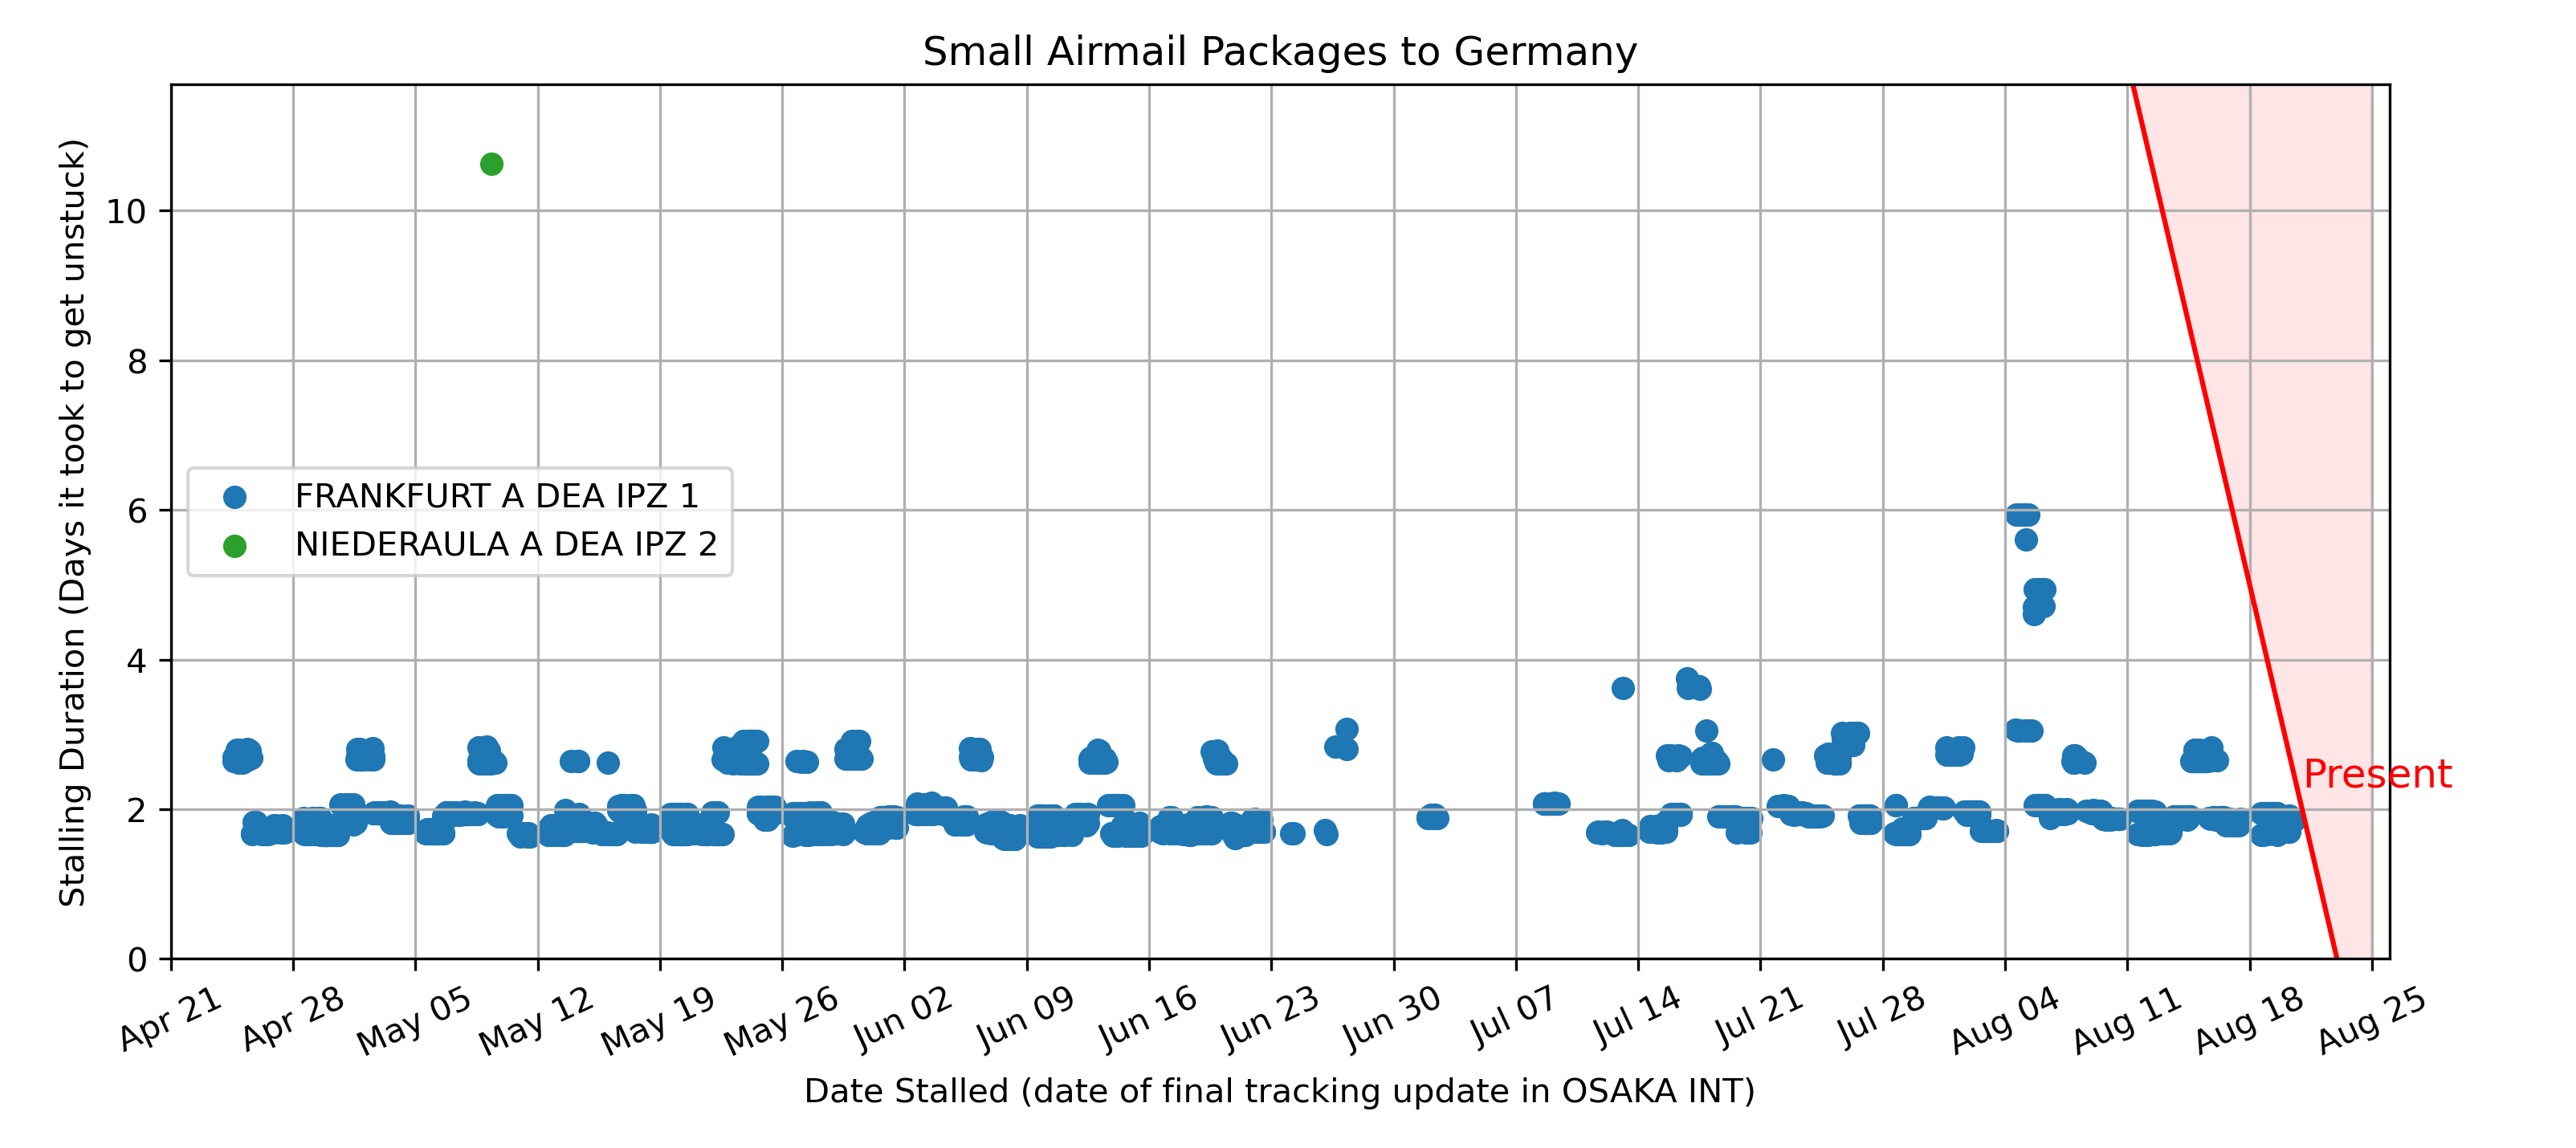 Small Airmail Packages to Germany
Stalling Duration (Days it took to get unstuck)
10
8
6
4
2
0
FRANKFURT A DEA IPZ 1
NIEDERAULA A DEA IPZ 2
Present
Apr 21
Apr 28
May 05
May 12
May 19
May 26
Jun 02
Jun 09
Jun 16
Jun 23
Jun 30
Jul 07
Jul 14
Jul 21
Jul 28
Aug 04
Aug 11
Aug 18
Aug 25
Date Stalled (date of final tracking update in OSAKA INT)